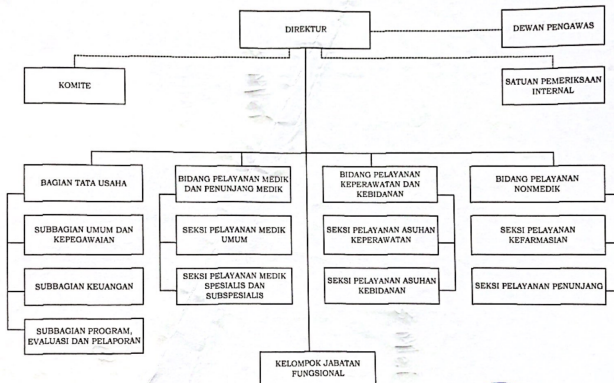 DIREKTUR
DEWAN PENGAWAS
KOMITE
SATUAN PEMERIKSAAN
INTERNAL
BAGIAN TATA USAHA
BIDANG PELAYANAN MEDIK
DAN PENUNJANG MEDIK
BIDANG PELAYANAN
KEPERAWATAN DAN
KEBIDANAN
BIDANG PELAYANAN
NONMEDIK
SUBBAGIAN UMUM DAN
KEPEGAWAIAN
SEKSI PELAYANAN MEDIK
UMUM
SEKSI PELAYANAN ASUHAN
KEPERAWATAN
SEKSI PELAYANAN
KEFARMASIAN
SUBBAGIAN KEUANGAN
SEKSI PELAYANAN MEDIK
SPESIALIS DAN
SUBSPESIALIS
SEKSI PELAYANAN ASUHAN
KEBIDANAN
SEKSI PELAYANAN PENUNJANG
SUBBAGIAN PROGRAM,
EVALUASI DAN PELAPORAN
KELOMPOK JABATAN
FUNGSIONAL